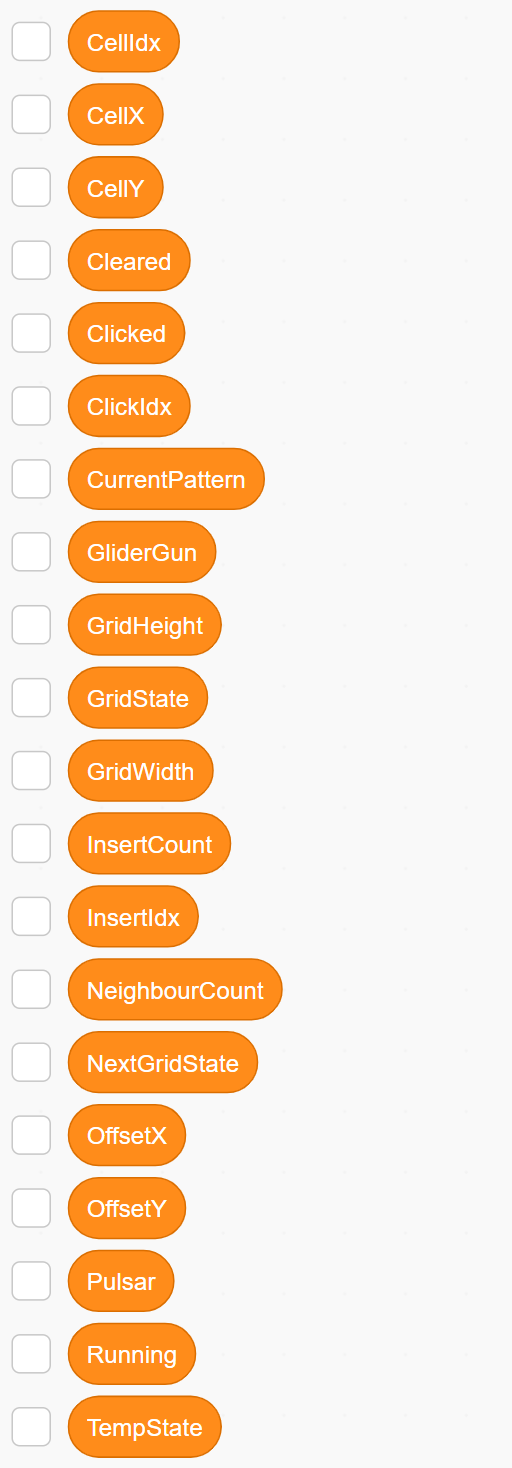 CellIdx
CellX
CellY
Cleared
Clicked
ClickIdx
CurrentPattern
GliderGun
GridHeight
GridState
GridWidth
InsertCount
InsertIdx
NeighbourCount
NextGridState
OffsetX
OffsetY
Pulsar
Running
TempState